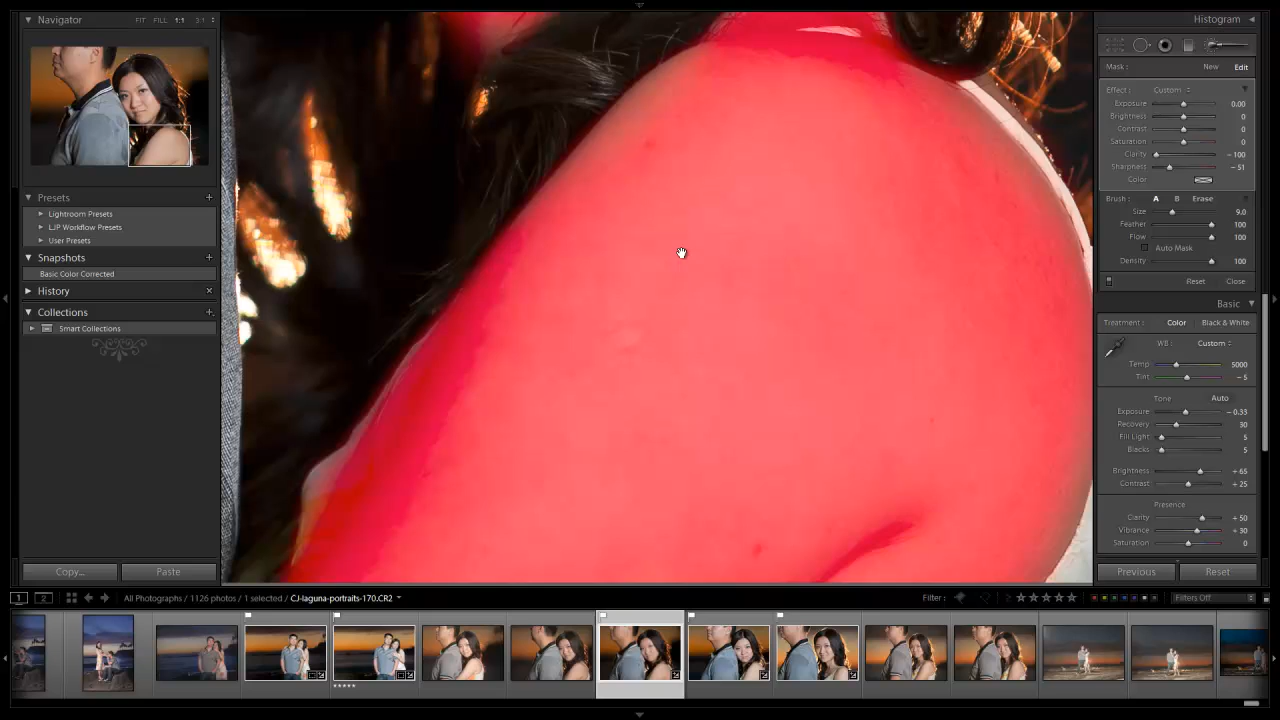 Navigator
FIT FILL 1:1 3:1
Presets
Lightroom Presets
LJP Workflow Presets
User Presets
Snapshots
Basic Color Corrected
History
Collections
Smart Collections
Copy... Paste
Histogram
Mask : New Edit
Effect : Custom
Exposure 0.00
Brightness 0
Contrast 0
Saturation 0
Clarity - 100
Sharpness - 51
Color
Brush : A B Erase
Size 9.0
Feather 100
Flow 100
Auto Mask
Density 100
Reset Close
Basic
Treatment : Color Black & White
WB : Custom
Temp 5000
Tint - 5
Tone Auto
Exposure - 0.33
Recovery 30
Fill Light 5
Blacks 5
Brightness + 65
Contrast + 25
Presence
Clarity + 50
Vibrance + 30
Saturation 0
Previous Reset
1 2 All Photographs / 1126 photos / 1 selected / CJ-laguna-portraits-170.CR2 Filter : Filters Off